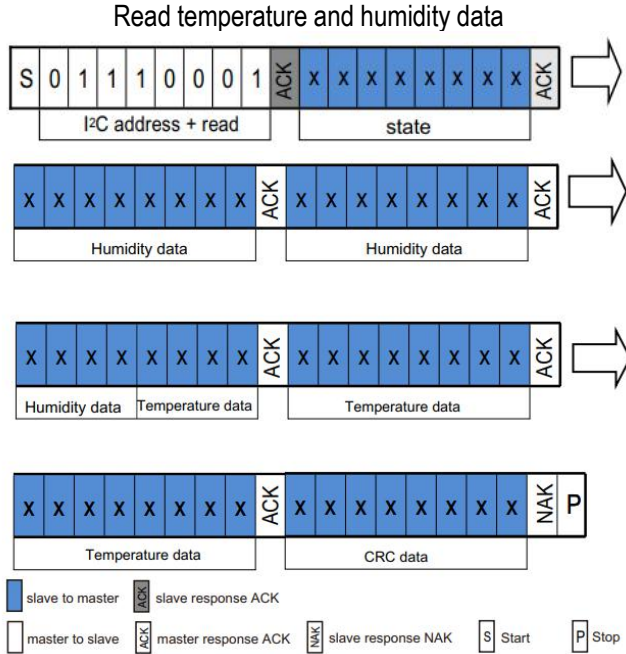 Read temperature and humidity data
S 0 1 1 1 0 0 0 1 ACK X X X X X X X X ACK
I²C address + read state
X X X X X X X X ACK X X X X X X X X ACK
Humidity data Humidity data
X X X X X X X X ACK X X X X X X X X ACK
Humidity data Temperature data Temperature data
X X X X X X X X ACK X X X X X X X X NAK P
Temperature data CRC data
slave to master ACK slave response ACK
master to slave ACK master response ACK NAK slave response NAK S Start P Stop